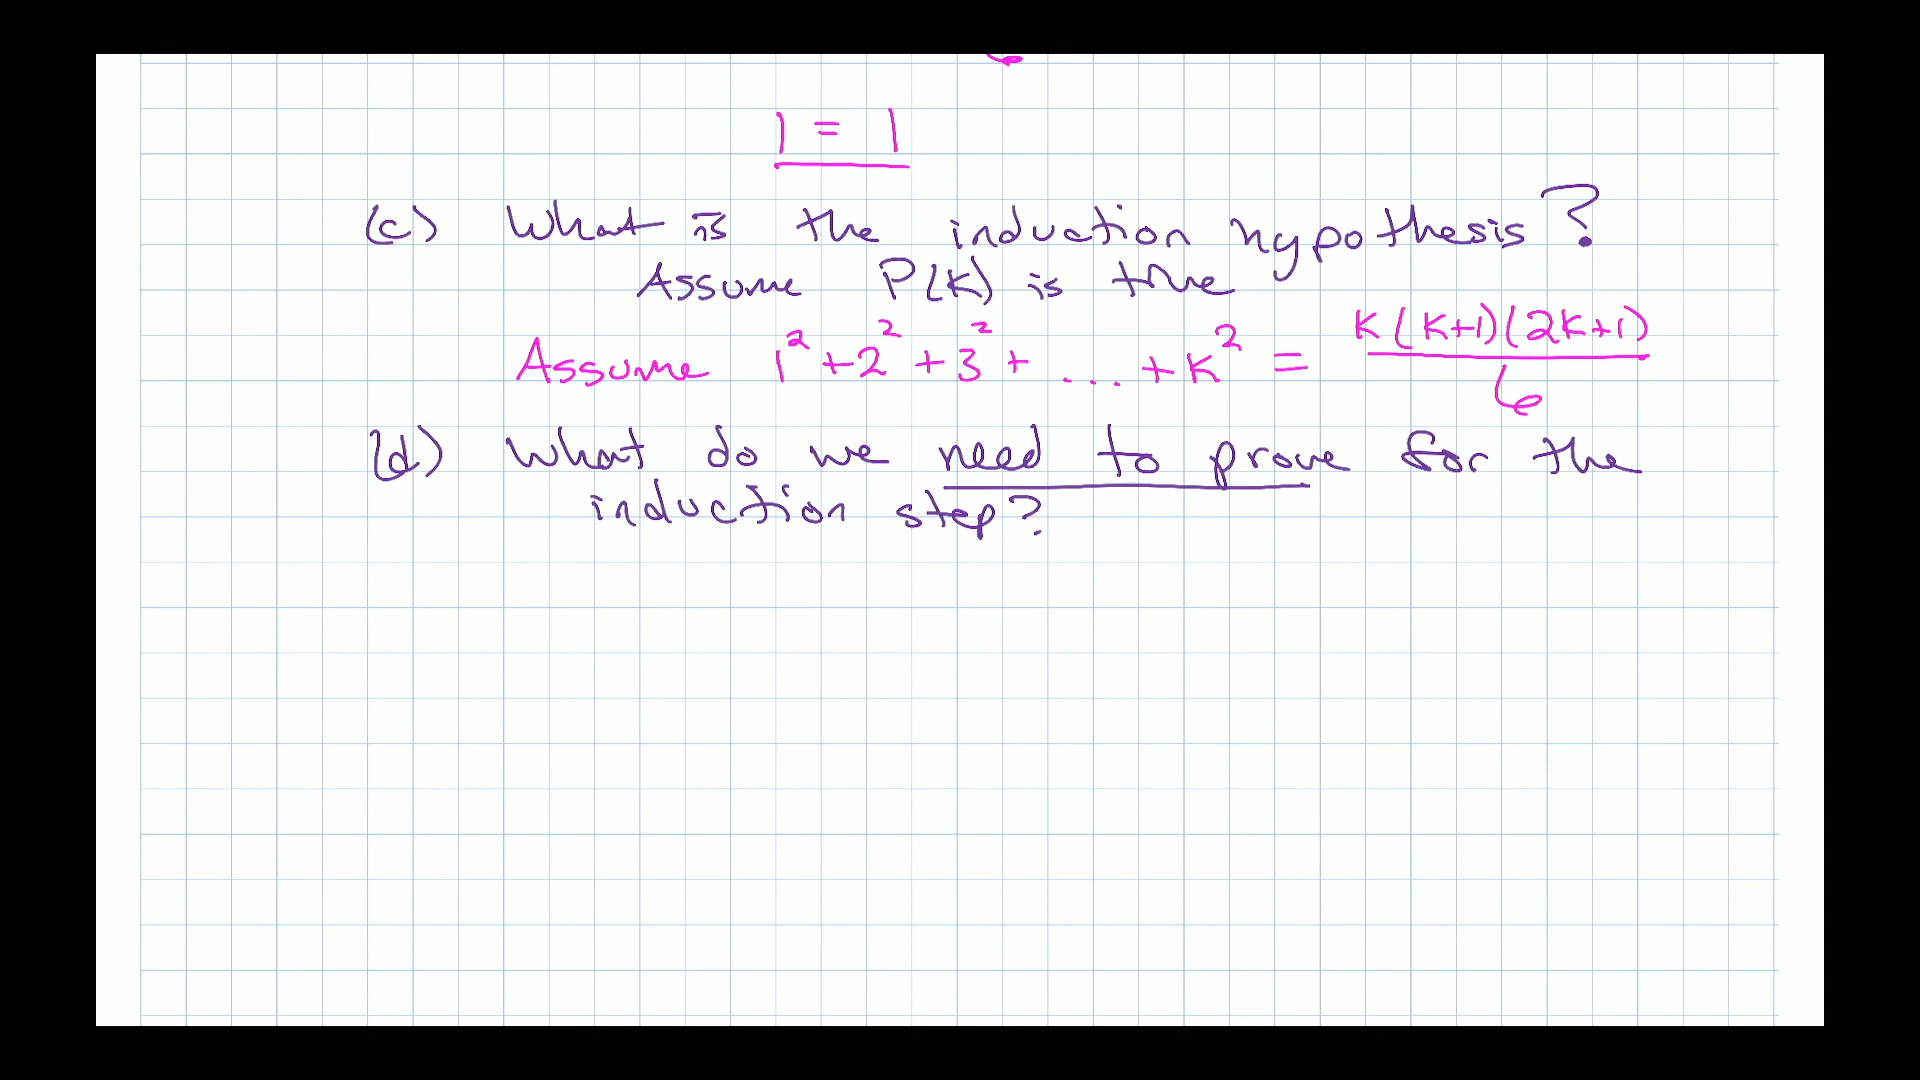 1 = 1
(c) What is the induction hypothesis?
Assume P(K) is true
Assume 1² + 2² + 3² + ... + K² = K(K+1)(2K+1) / 6
(d) What do we need to prove for the
induction step?